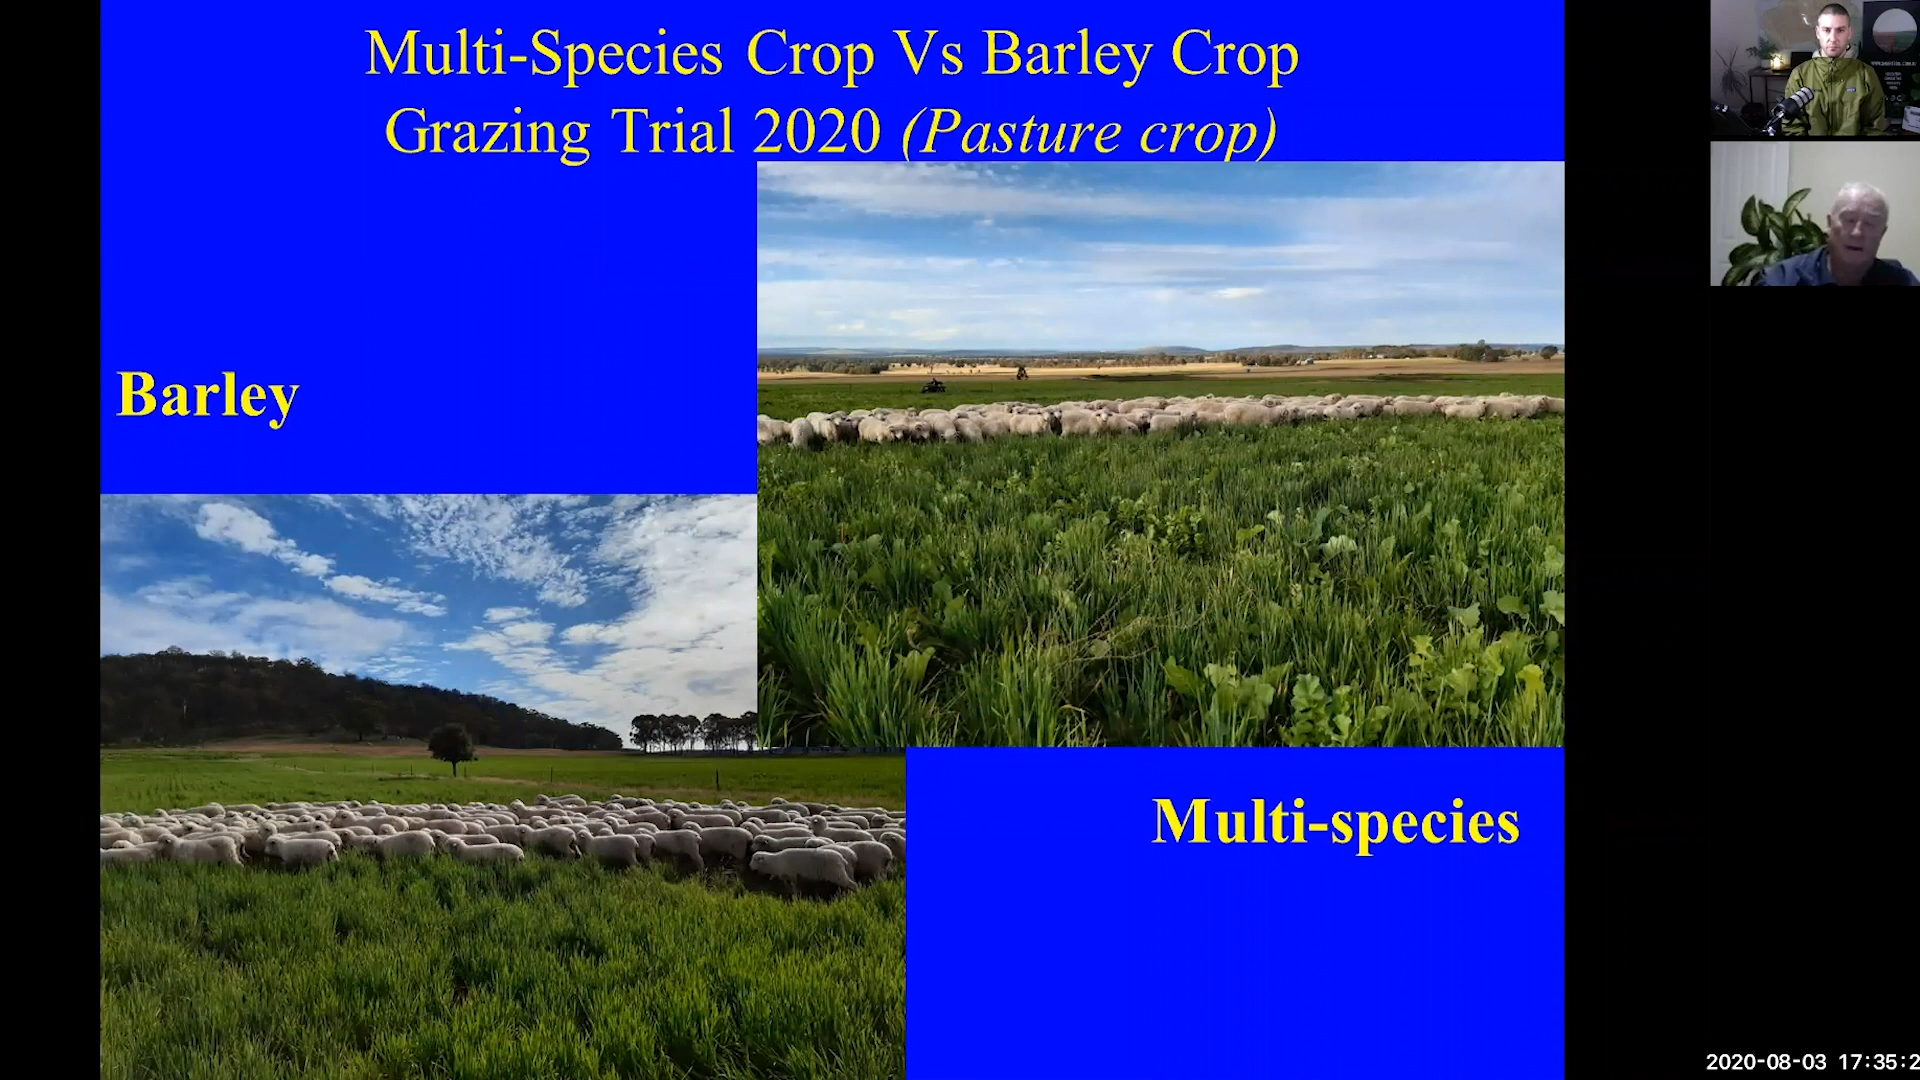 Multi-Species Crop Vs Barley Crop
Grazing Trial 2020 (Pasture crop)
Barley
Multi-species
2020-08-03 17:35:2